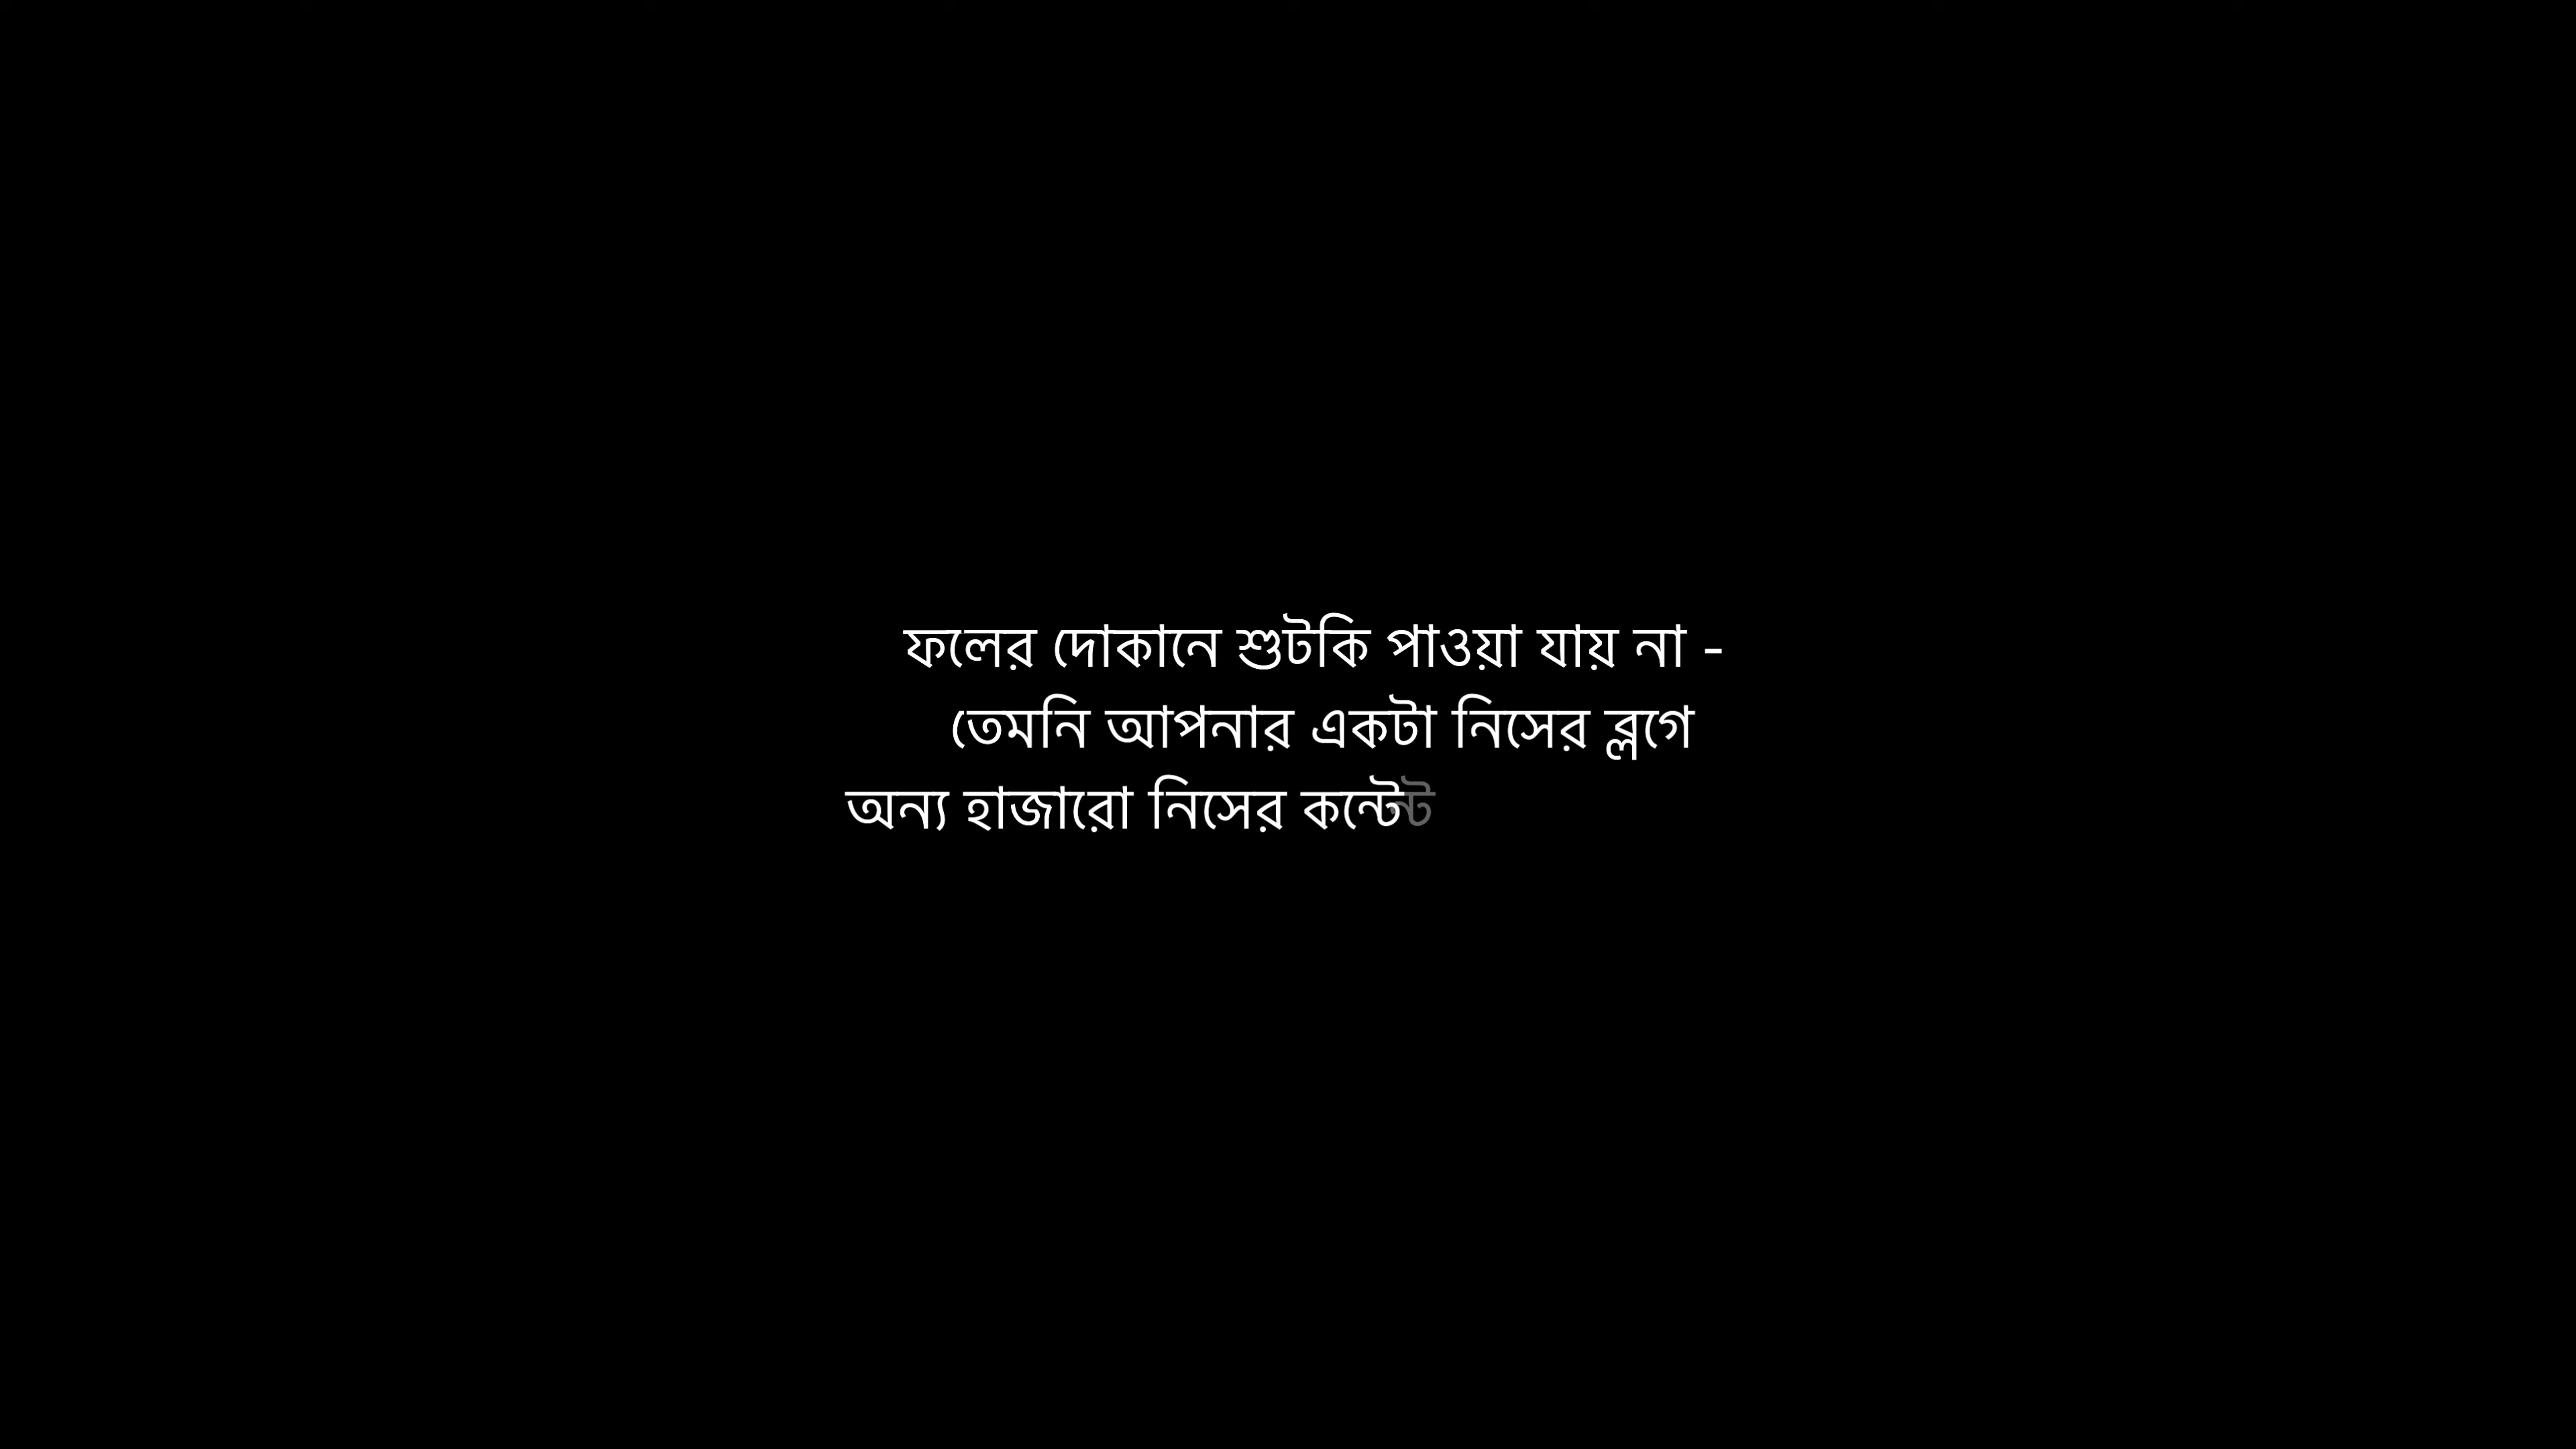 ফলের দোকানে শুটকি পাওয়া যায় না -
তেমনি আপনার একটা নিসের ব্লগে
অন্য হাজারো নিসের কন্টেন্ট